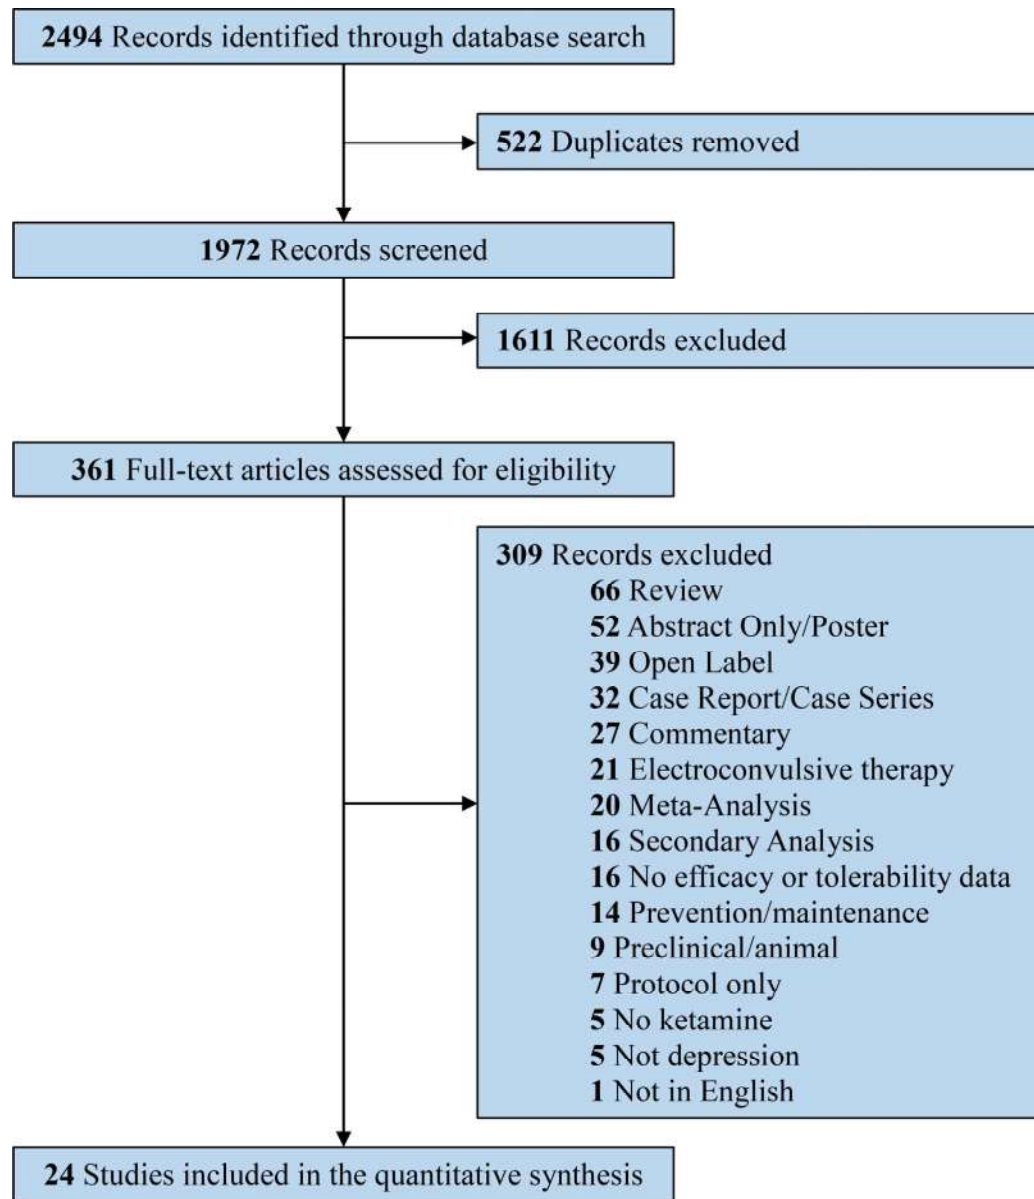 2494 Records identified through database search
522 Duplicates removed
1972 Records screened
1611 Records excluded
361 Full-text articles assessed for eligibility
309 Records excluded
66 Review
52 Abstract Only/Poster
39 Open Label
32 Case Report/Case Series
27 Commentary
21 Electroconvulsive therapy
20 Meta-Analysis
16 Secondary Analysis
16 No efficacy or tolerability data
14 Prevention/maintenance
9 Preclinical/animal
7 Protocol only
5 No ketamine
5 Not depression
1 Not in English
24 Studies included in the quantitative synthesis